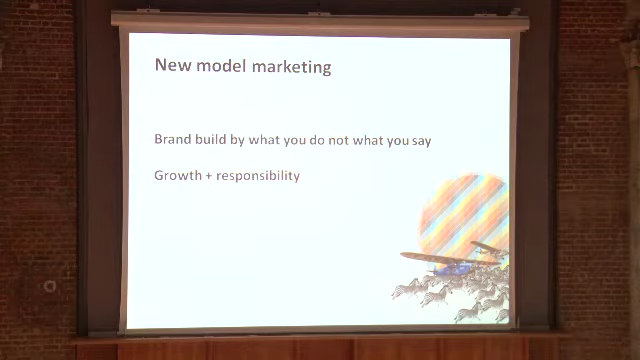 New model marketing
Brand build by what you do not what you say
Growth + responsibility